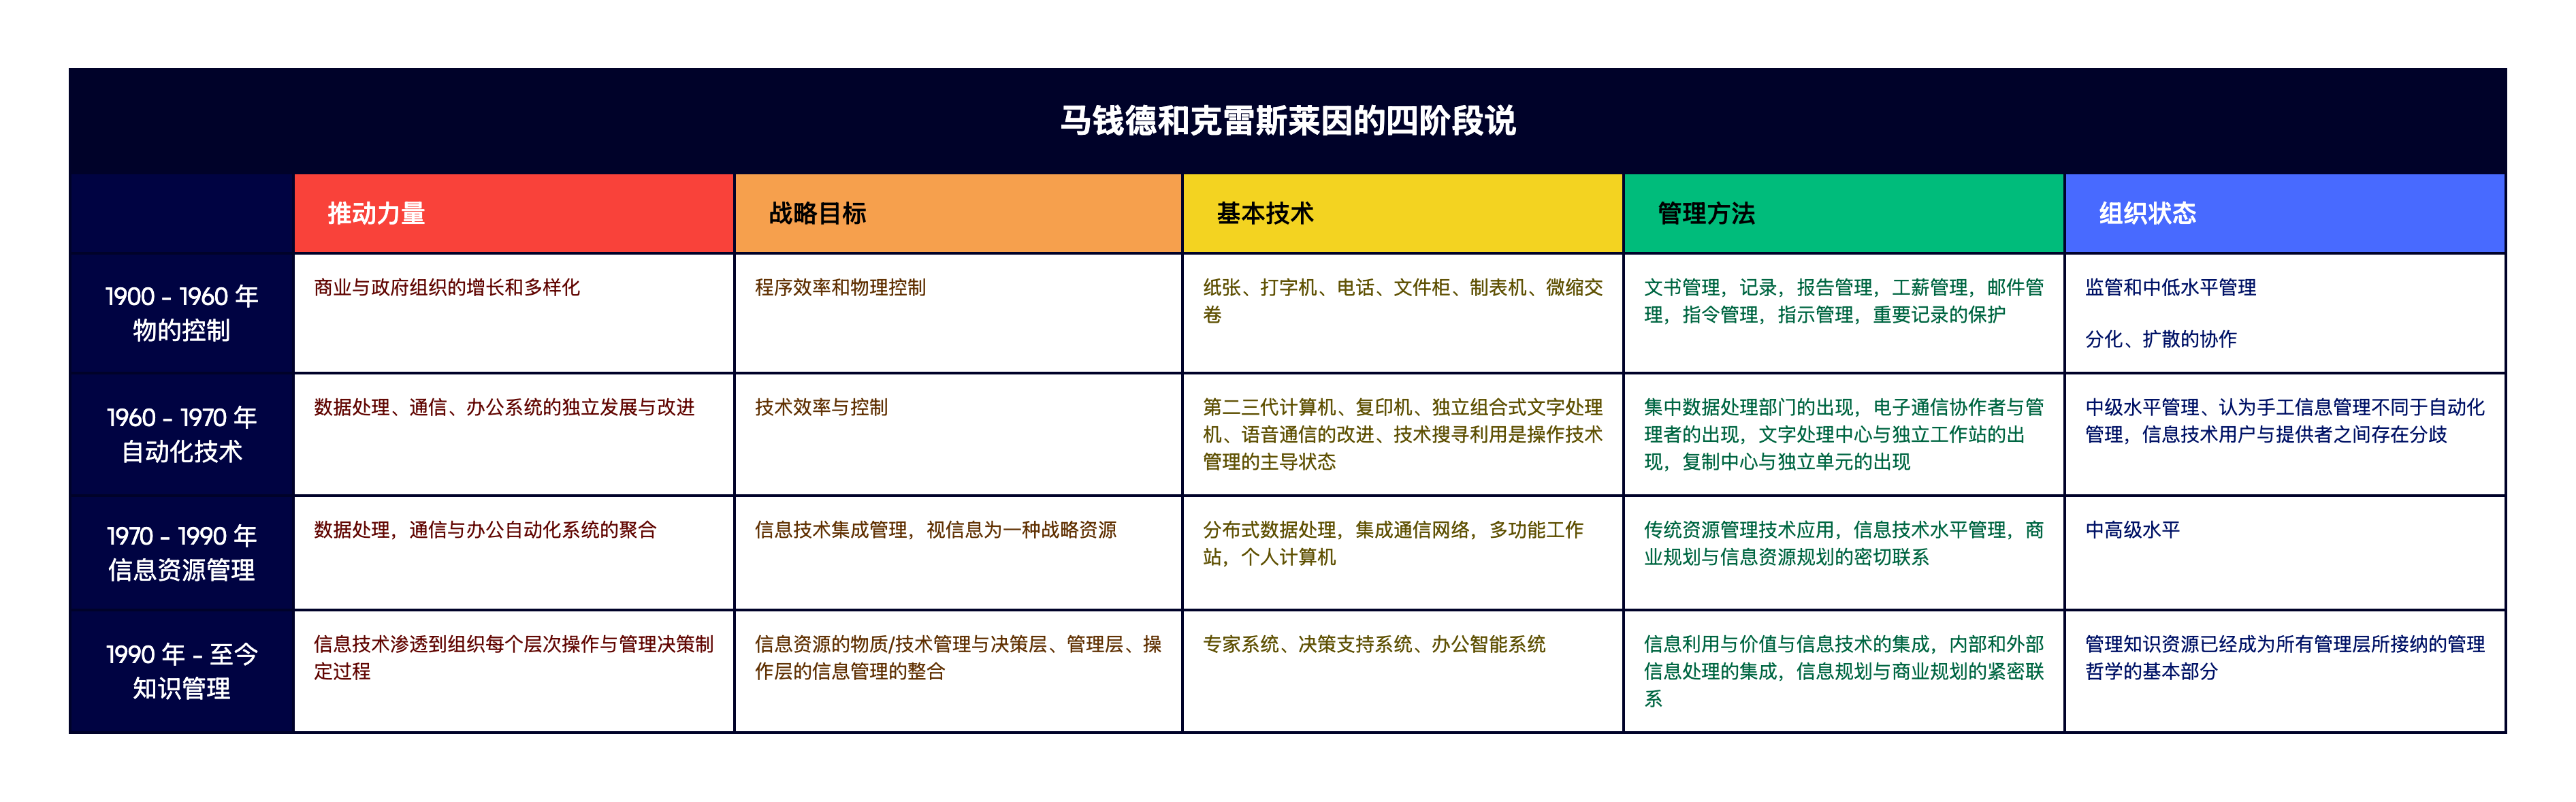 马钱德和克雷斯莱因的四阶段说
推动力量
战略目标
基本技术
管理方法
组织状态
1900 - 1960 年
物的控制
商业与政府组织的增长和多样化
程序效率和物理控制
纸张、打字机、电话、文件柜、制表机、微缩交
卷
文书管理，记录，报告管理，工薪管理，邮件管
理，指令管理，指示管理，重要记录的保护
监管和中低水平管理
分化、扩散的协作
1960 - 1970 年
自动化技术
数据处理、通信、办公系统的独立发展与改进
技术效率与控制
第二三代计算机、复印机、独立组合式文字处理
机、语音通信的改进、技术搜寻利用是操作技术
管理的主导状态
集中数据处理部门的出现，电子通信协作者与管
理者的出现，文字处理中心与独立工作站的出
现，复制中心与独立单元的出现
中级水平管理、认为手工信息管理不同于自动化
管理，信息技术用户与提供者之间存在分歧
1970 - 1990 年
信息资源管理
数据处理，通信与办公自动化系统的聚合
信息技术集成管理，视信息为一种战略资源
分布式数据处理，集成通信网络，多功能工作
站，个人计算机
传统资源管理技术应用，信息技术水平管理，商
业规划与信息资源规划的密切联系
中高级水平
1990 年 - 至今
知识管理
信息技术渗透到组织每个层次操作与管理决策制
定过程
信息资源的物质/技术管理与决策层、管理层、操
作层的信息管理的整合
专家系统、决策支持系统、办公智能系统
信息利用与价值与信息技术的集成，内部和外部
信息处理的集成，信息规划与商业规划的紧密联
系
管理知识资源已经成为所有管理层所接纳的管理
哲学的基本部分